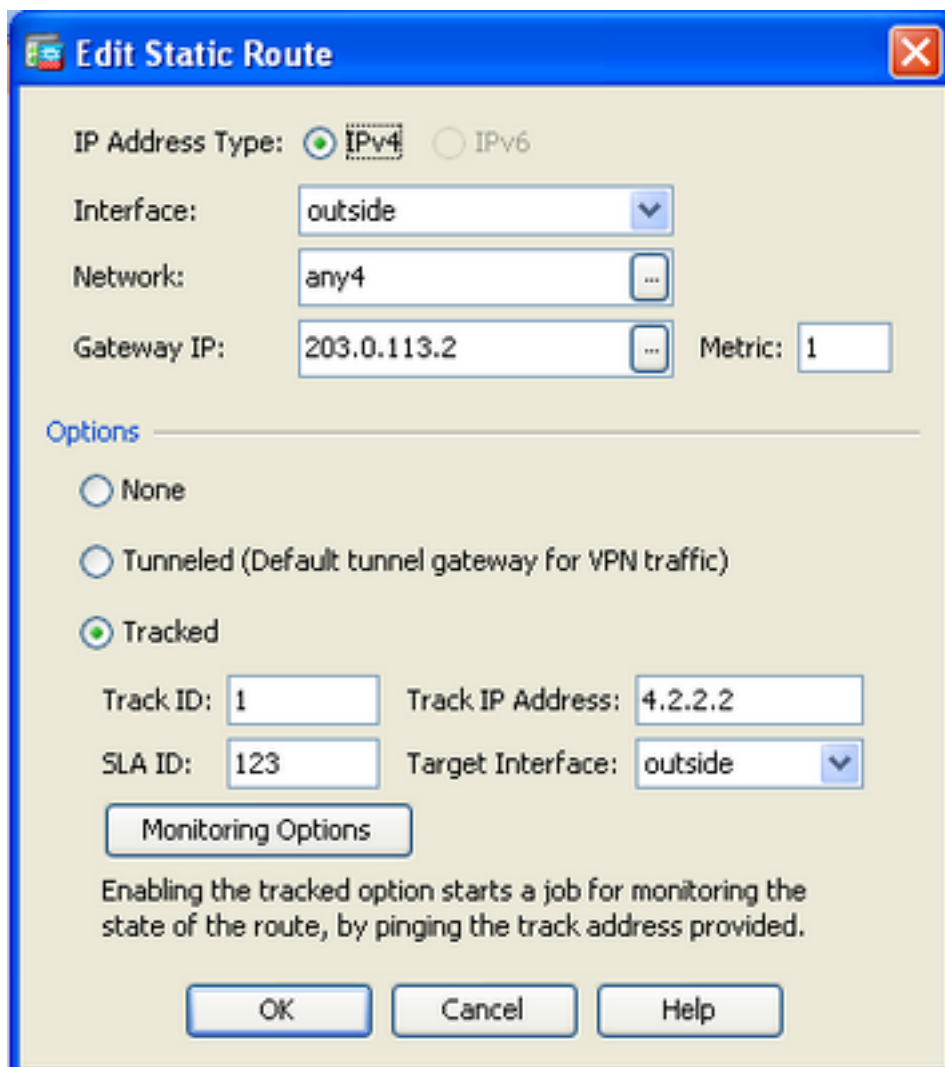 Edit Static Route
IP Address Type: IPv4 IPv6
Interface: outside
Network: any4 ...
Gateway IP: 203.0.113.2 ... Metric: 1
Options
None
Tunneled (Default tunnel gateway for VPN traffic)
Tracked
Track ID: 1 Track IP Address: 4.2.2.2
SLA ID: 123 Target Interface: outside
Monitoring Options
Enabling the tracked option starts a job for monitoring the
state of the route, by pinging the track address provided.
OK Cancel Help